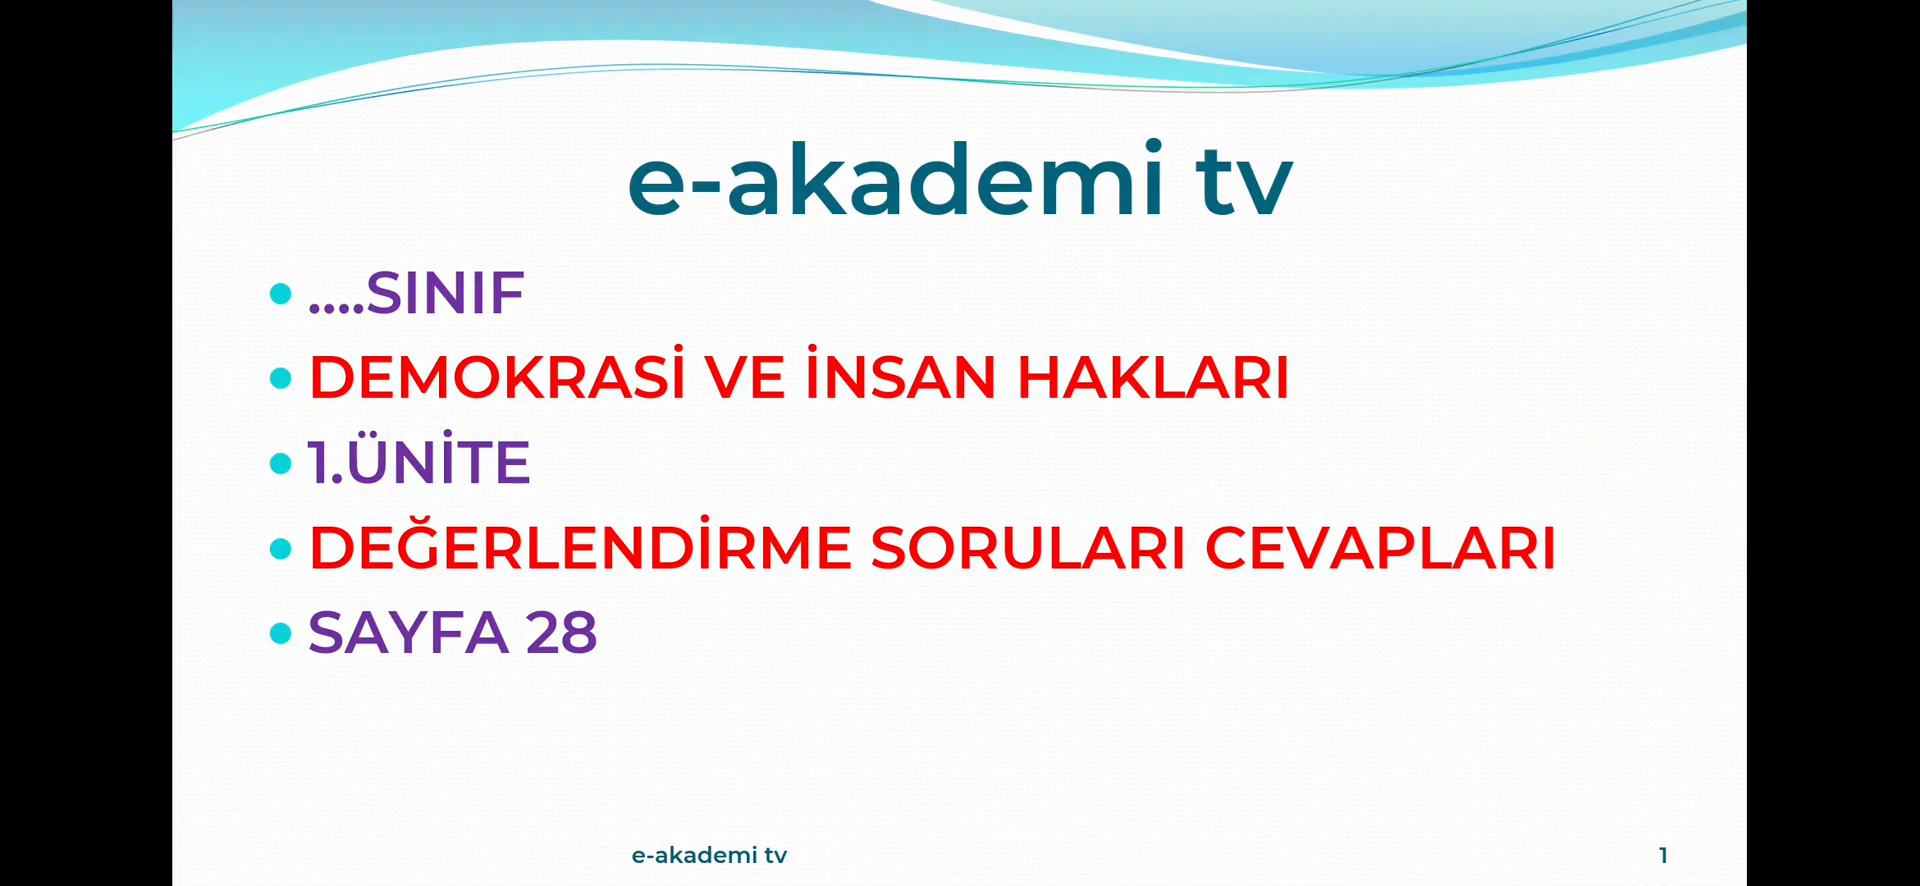 e-akademi tv
....SINIF
DEMOKRASİ VE İNSAN HAKLARI
1.ÜNİTE
DEĞERLENDİRME SORULARI CEVAPLARI
SAYFA 28
e-akademi tv
1